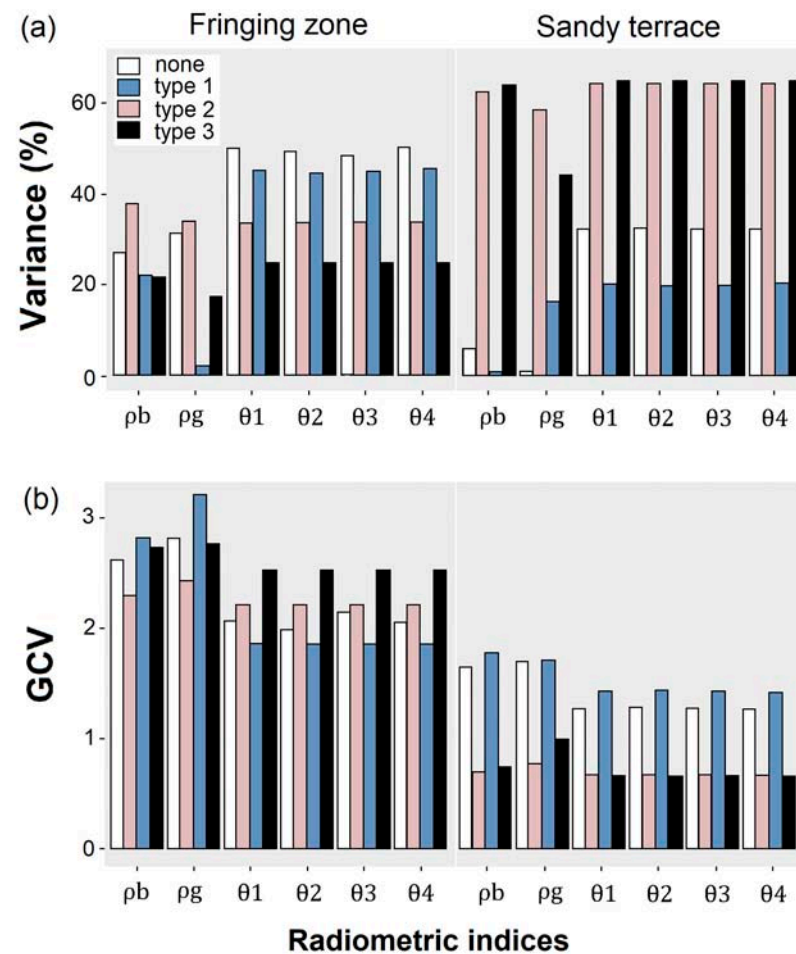 (a)
Fringing zone
Sandy terrace
none
type 1
type 2
type 3
Variance (%)
60
40
20
0
ρb ρg θ1 θ2 θ3 θ4
ρb ρg θ1 θ2 θ3 θ4
(b)
GCV
3
2
1
0
ρb ρg θ1 θ2 θ3 θ4
ρb ρg θ1 θ2 θ3 θ4
Radiometric indices